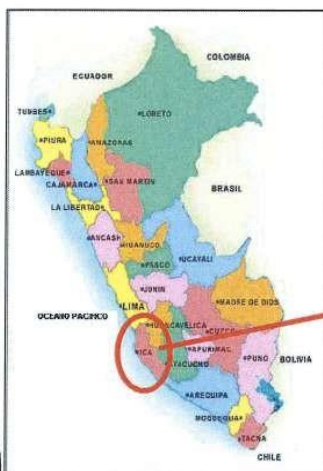 COLOMBIA
ECUADOR
TUMBES
LORETO
PIURA
AMAZONAS
LAMBAYEQUE
CAJAMARCA
SAN MARTIN
BRASIL
LA LIBERTAD
ANCASH
HUANUCO
PASCO
UCAYALI
JUNIN
LIMA
MADRE DE DIOS
OCEANO PACIFICO
HUANCAVELICA
CUSCO
ICA
APURIMAC
PUNO
BOLIVIA
AYACUCHO
AREQUIPA
MOQUEGUA
TACNA
CHILE